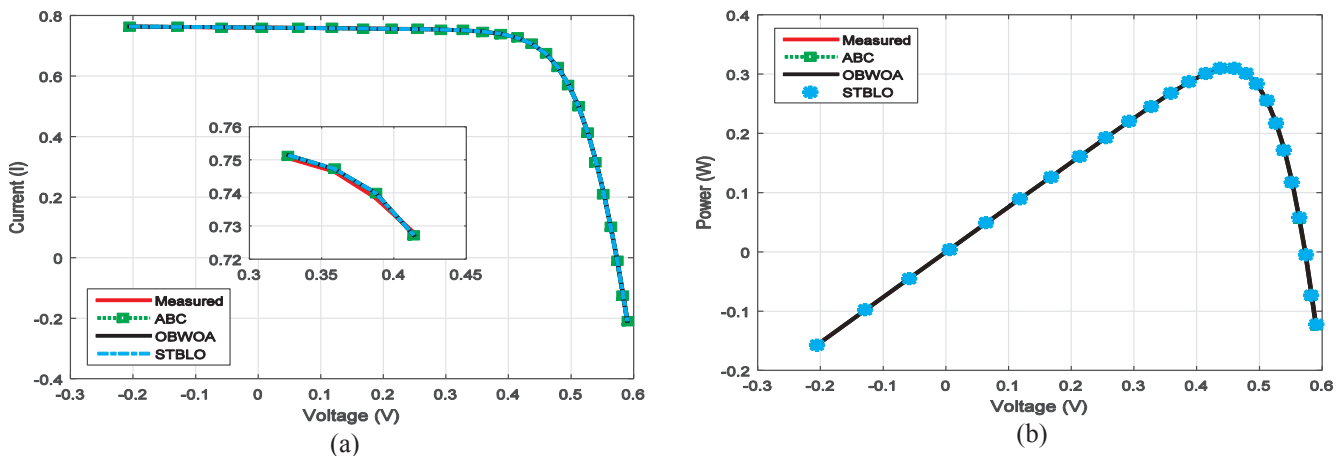 0.8
0.6
0.4
0.2
0
-0.2
-0.4
Current (I)
-0.3 -0.2 -0.1 0 0.1 0.2 0.3 0.4 0.5 0.6
Voltage (V)
0.76
0.75
0.74
0.73
0.72
0.3 0.35 0.4 0.45
Measured
ABC
OBWOA
STBLO
(a)
0.4
0.3
0.2
0.1
0
-0.1
-0.2
Power (W)
-0.3 -0.2 -0.1 0 0.1 0.2 0.3 0.4 0.5 0.6
Voltage (V)
Measured
ABC
OBWOA
STBLO
(b)